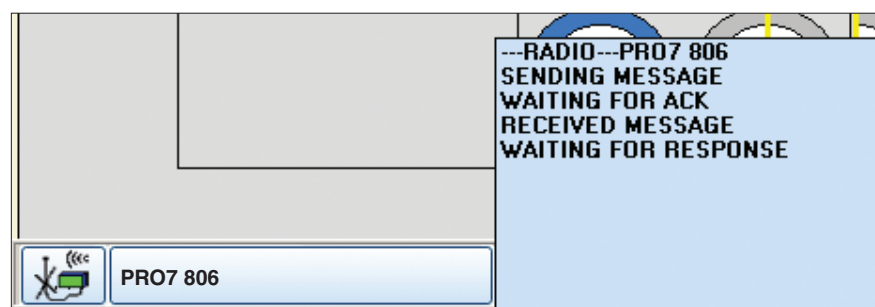 ---RADIO---PRO7 806
SENDING MESSAGE
WAITING FOR ACK
RECEIVED MESSAGE
WAITING FOR RESPONSE
PRO7 806